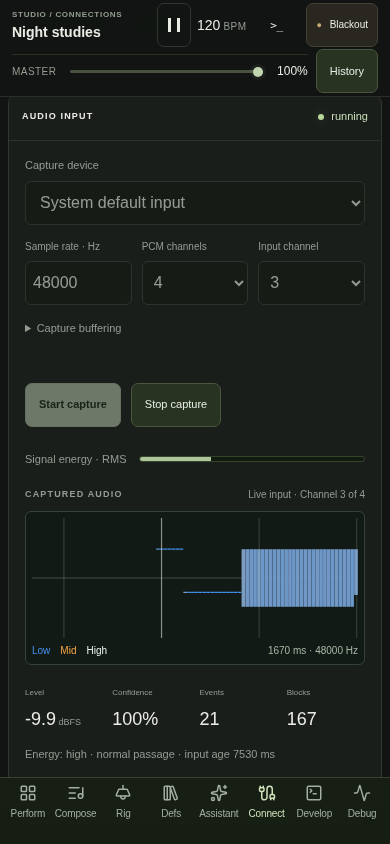 STUDIO / CONNECTIONS
Night studies
120 BPM
>_
Blackout
MASTER
100%
History
AUDIO INPUT
running
Capture device
System default input
Sample rate · Hz
PCM channels
Input channel
48000
4
3
Capture buffering
Start capture
Stop capture
Signal energy · RMS
CAPTURED AUDIO
Live input · Channel 3 of 4
Low Mid High
1670 ms · 48000 Hz
Level
Confidence
Events
Blocks
-9.9 dBFS
100%
21
167
Energy: high · normal passage · input age 7530 ms
Perform
Compose
Rig
Defs
Assistant
Connect
Develop
Debug